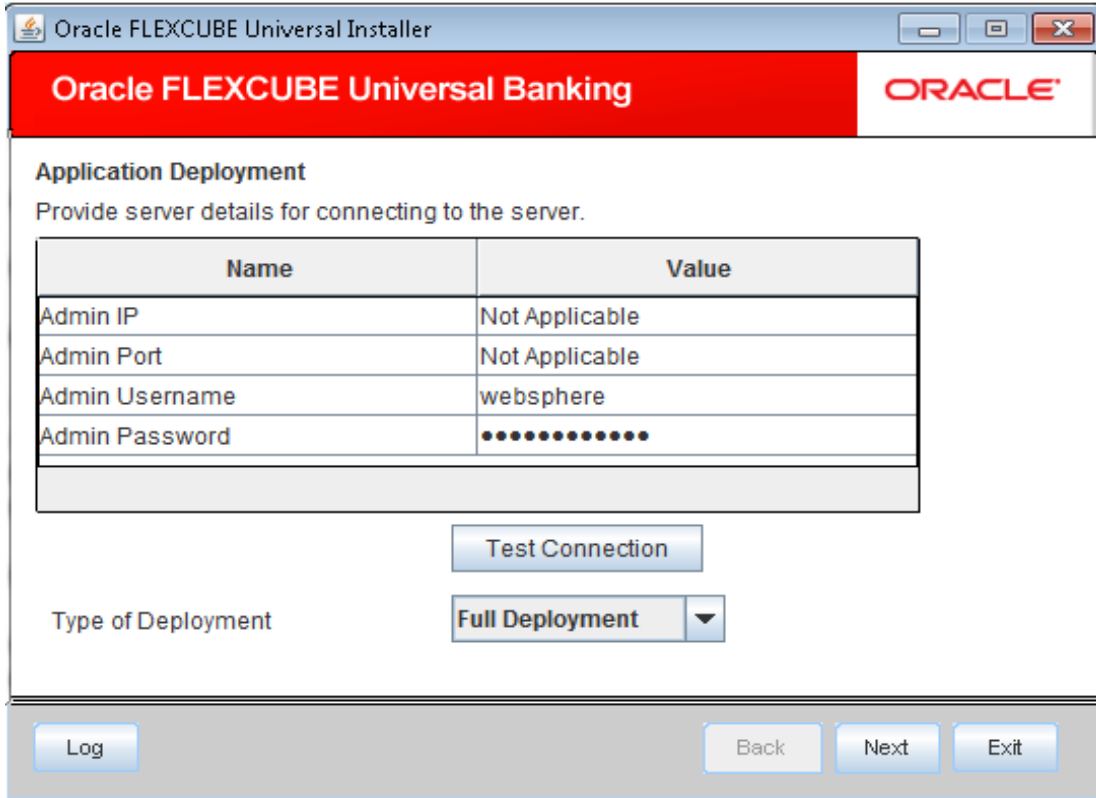 Oracle FLEXCUBE Universal Installer
Oracle FLEXCUBE Universal Banking
ORACLE
Application Deployment
Provide server details for connecting to the server.
Name Value
Admin IP Not Applicable
Admin Port Not Applicable
Admin Username websphere
Admin Password ••••••••••••
Test Connection
Type of Deployment Full Deployment
Log Back Next Exit